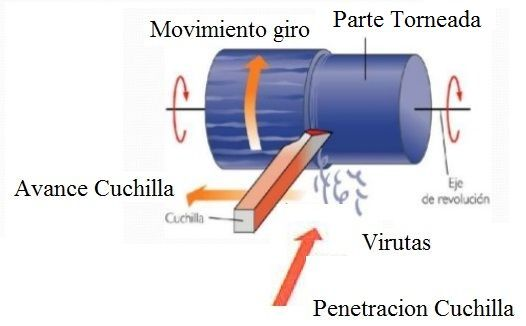 Movimiento giro
Parte Torneada
Avance Cuchilla
Cuchilla
Eje
de revolución
Virutas
Penetracion Cuchilla